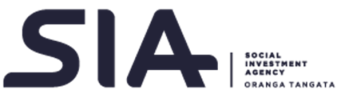 SIA
SOCIAL
INVESTMENT
AGENCY
ORANGA TANGATA